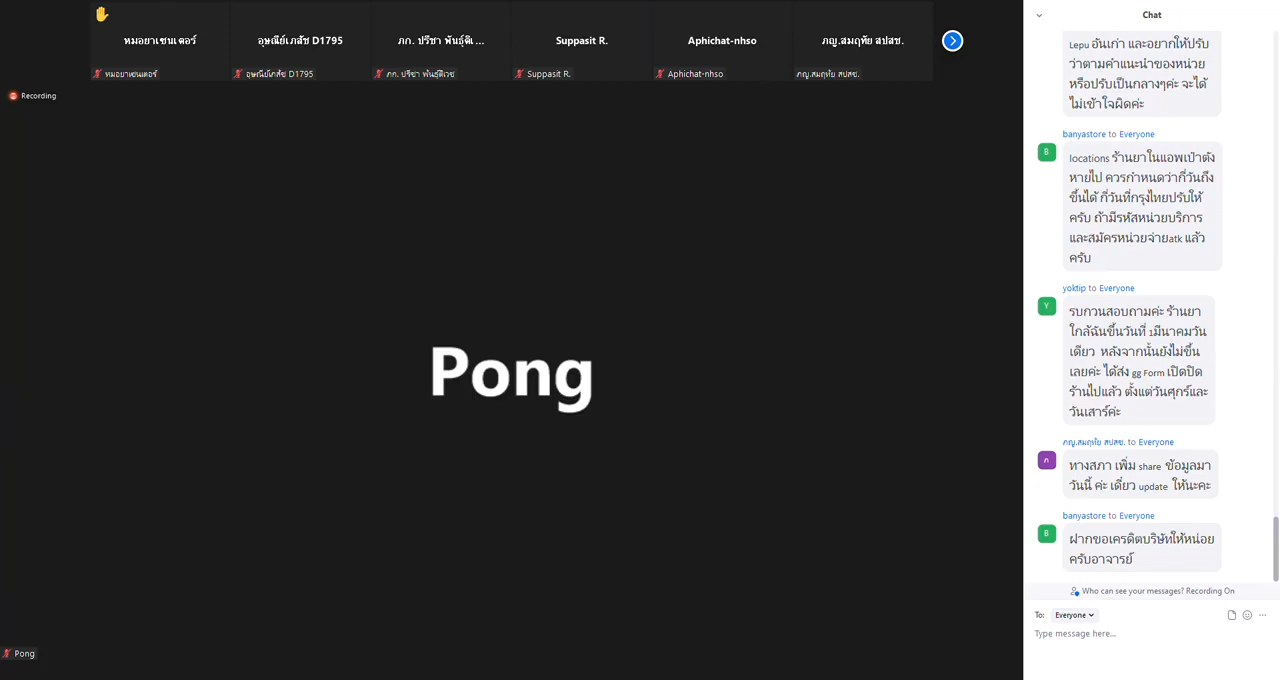 หมอยาเซนเตอร์
อุษณีย์เภสัช D1795
ภก. ปรีชา พันธุ์ติเ...
Suppasit R.
Aphichat-nhso
ภญ.สมฤทัย สปสช.
หมอยาเซนเตอร์
อุษณีย์เภสัช D1795
ภก. ปรีชา พันธุ์ติเวช
Suppasit R.
Aphichat-nhso
ภญ.สมฤทัย สปสช.
Recording
Pong
Pong
Chat
Lepu อันเก่า และอยากให้ปรับ
ว่าตามคำแนะนำของหน่วย
หรือปรับเป็นกลางๆค่ะ จะได้
ไม่เข้าใจผิดค่ะ
banyastore to Everyone
B
locations ร้านยาในแอพเป๋าตัง
หายไป ควรกำหนดว่ากี่วันถึง
ขึ้นได้ กี่วันที่กรุงไทยปรับให้
ครับ ถ้ามีรหัสหน่วยบริการ
และสมัครหน่วยจ่ายatk แล้ว
ครับ
yoktip to Everyone
Y
รบกวนสอบถามค่ะ ร้านยา
ใกล้ฉันขึ้นวันที่ 1มีนาคมวัน
เดียว หลังจากนั้นยังไม่ขึ้น
เลยค่ะ ได้ส่ง gg Form เปิดปิด
ร้านไปแล้ว ตั้งแต่วันศุกร์และ
วันเสาร์ค่ะ
ภญ.สมฤทัย สปสช. to Everyone
ภ
ทางสภา เพิ่ม share ข้อมูลมา
วันนี้ ค่ะ เดี๋ยว update ให้นะคะ
banyastore to Everyone
B
ฝากขอเครดิตบริษัทให้หน่อย
ครับอาจารย์
Who can see your messages? Recording On
To: Everyone
Type message here...